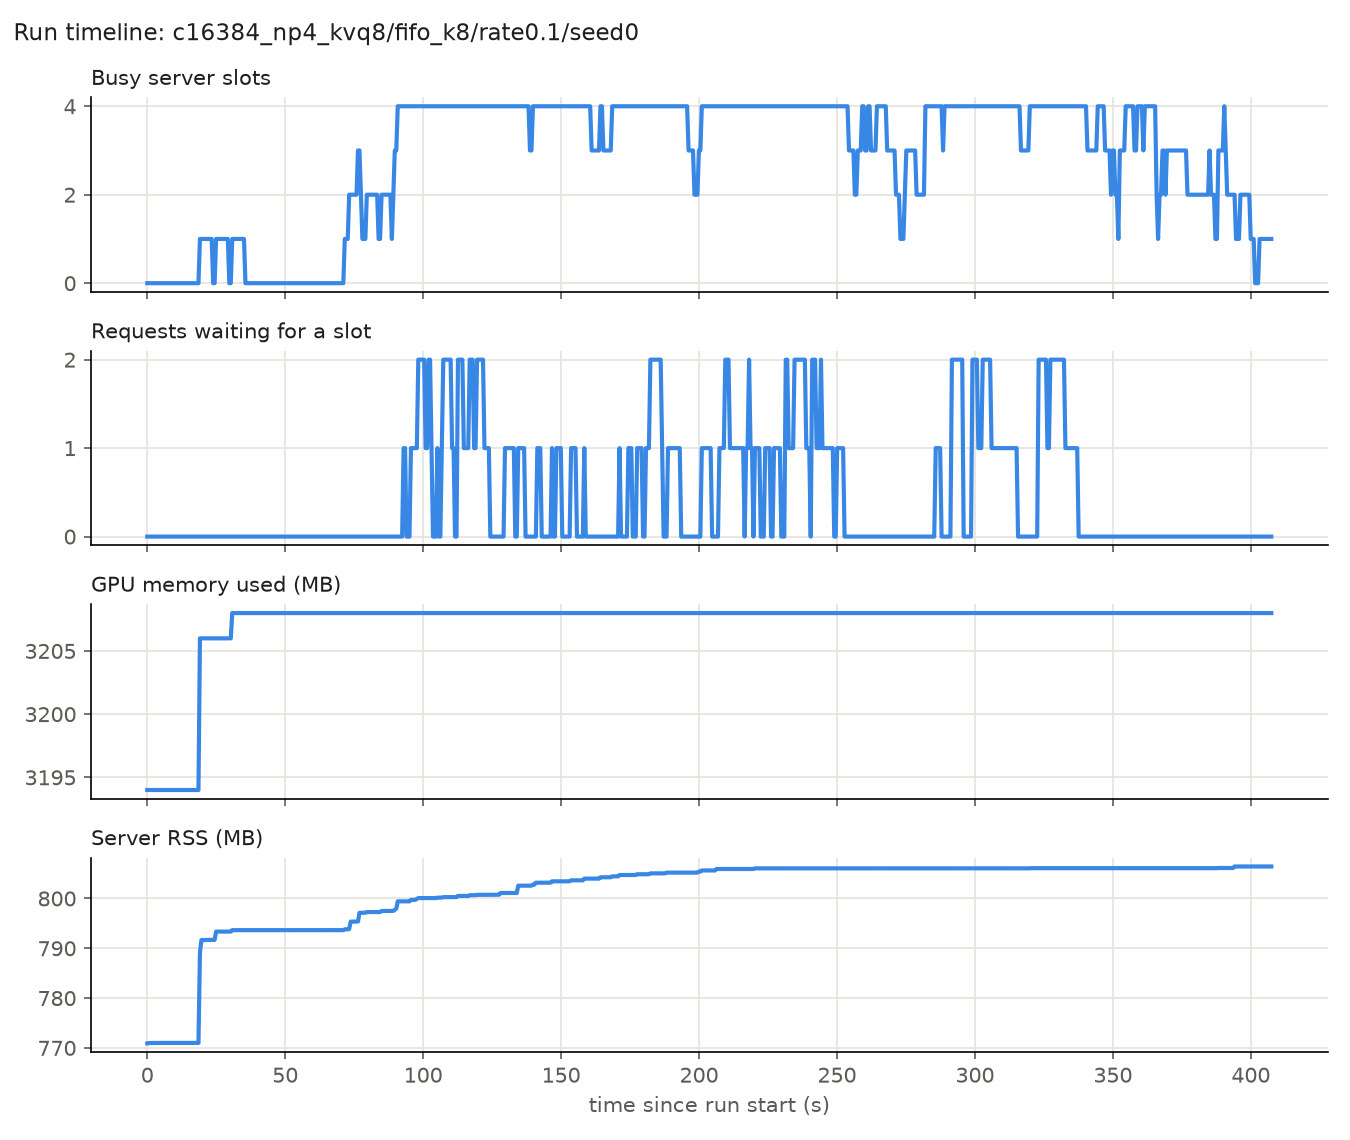 Run timeline: c16384_np4_kvq8/fifo_k8/rate0.1/seed0
Busy server slots
4
2
0
Requests waiting for a slot
2
1
0
GPU memory used (MB)
3205
3200
3195
Server RSS (MB)
800
790
780
770
0 50 100 150 200 250 300 350 400
time since run start (s)